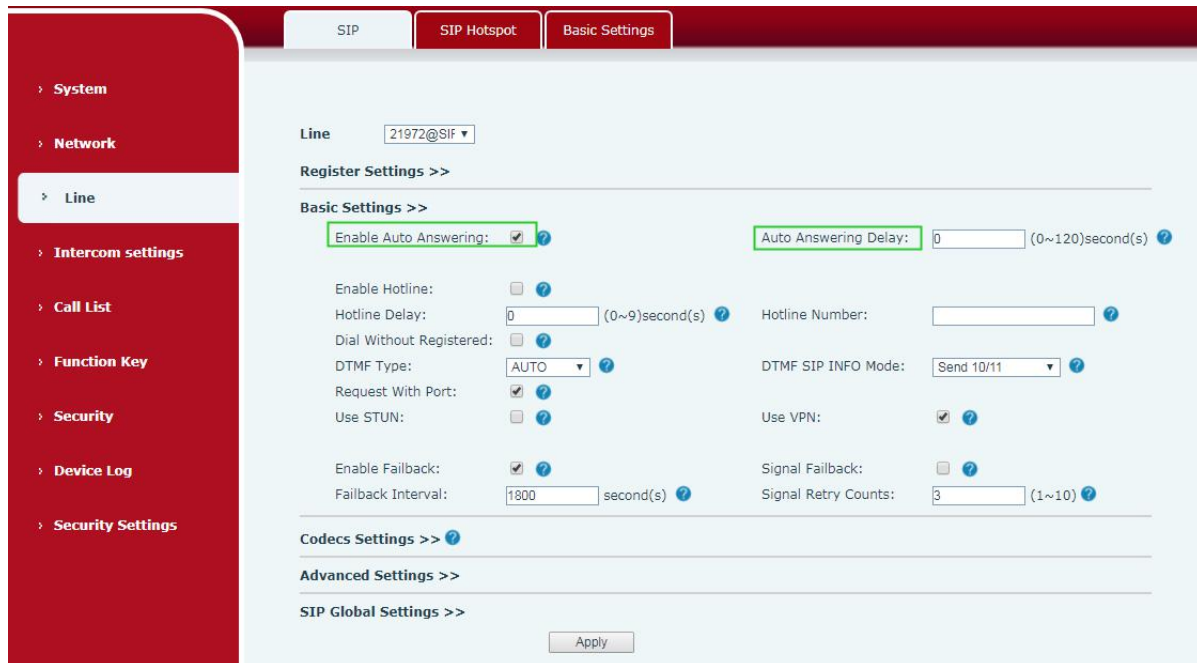 SIP
SIP Hotspot
Basic Settings
› System
› Network
› Line
› Intercom settings
› Call List
› Function Key
› Security
› Device Log
› Security Settings
Line 21972@SIF ▼
Register Settings >>
Basic Settings >>
Enable Auto Answering: ?
Auto Answering Delay: 0 (0~120)second(s) ?
Enable Hotline: ?
Hotline Delay: 0 (0~9)second(s) ?
Hotline Number: ?
Dial Without Registered: ?
DTMF Type: AUTO ▼ ?
DTMF SIP INFO Mode: Send 10/11 ▼ ?
Request With Port: ?
Use STUN: ?
Use VPN: ?
Enable Failback: ?
Signal Failback: ?
Failback Interval: 1800 second(s) ?
Signal Retry Counts: 3 (1~10) ?
Codecs Settings >> ?
Advanced Settings >>
SIP Global Settings >>
Apply